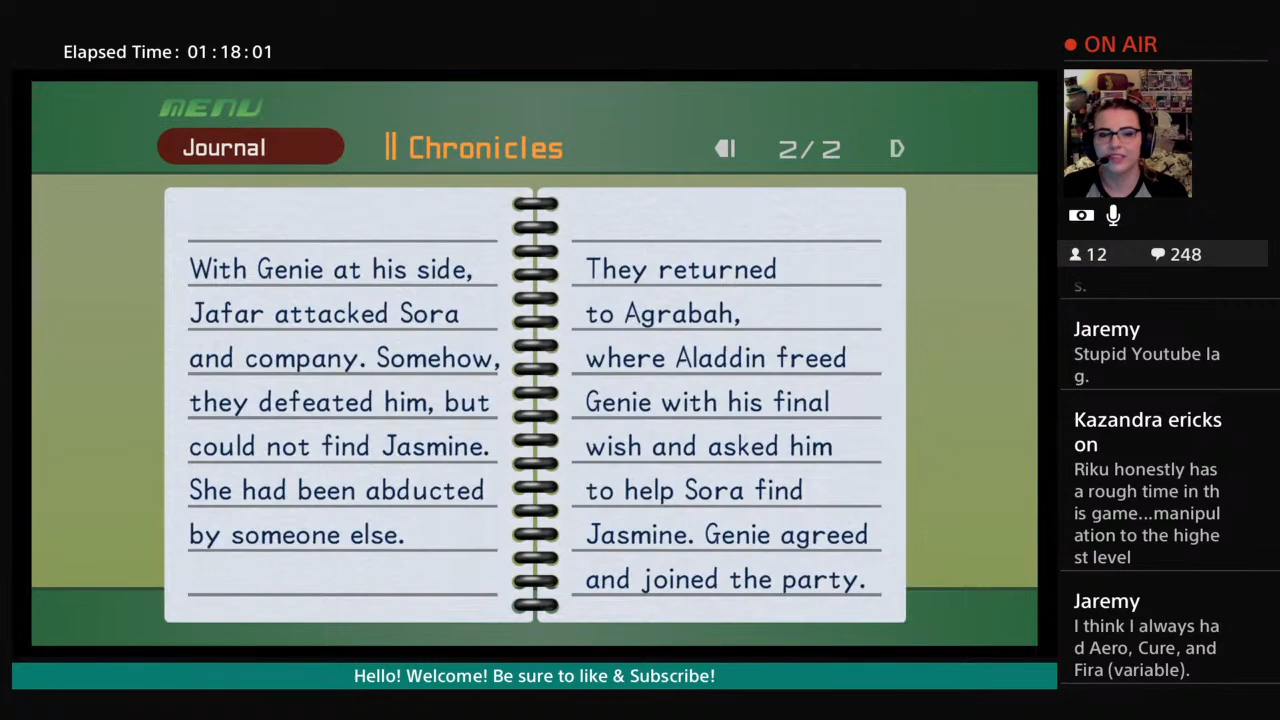 Elapsed Time: 01:18:01
ON AIR
MENU
Journal
Chronicles
2/2
With Genie at his side,
Jafar attacked Sora
and company. Somehow,
they defeated him, but
could not find Jasmine.
She had been abducted
by someone else.
They returned
to Agrabah,
where Aladdin freed
Genie with his final
wish and asked him
to help Sora find
Jasmine. Genie agreed
and joined the party.
12 248
s.
Jaremy
Stupid Youtube la
g.
Kazandra ericks
on
Riku honestly has
a rough time in th
is game...manipul
ation to the highe
st level
Jaremy
I think I always ha
d Aero, Cure, and
Fira (variable).
Hello! Welcome! Be sure to like & Subscribe!